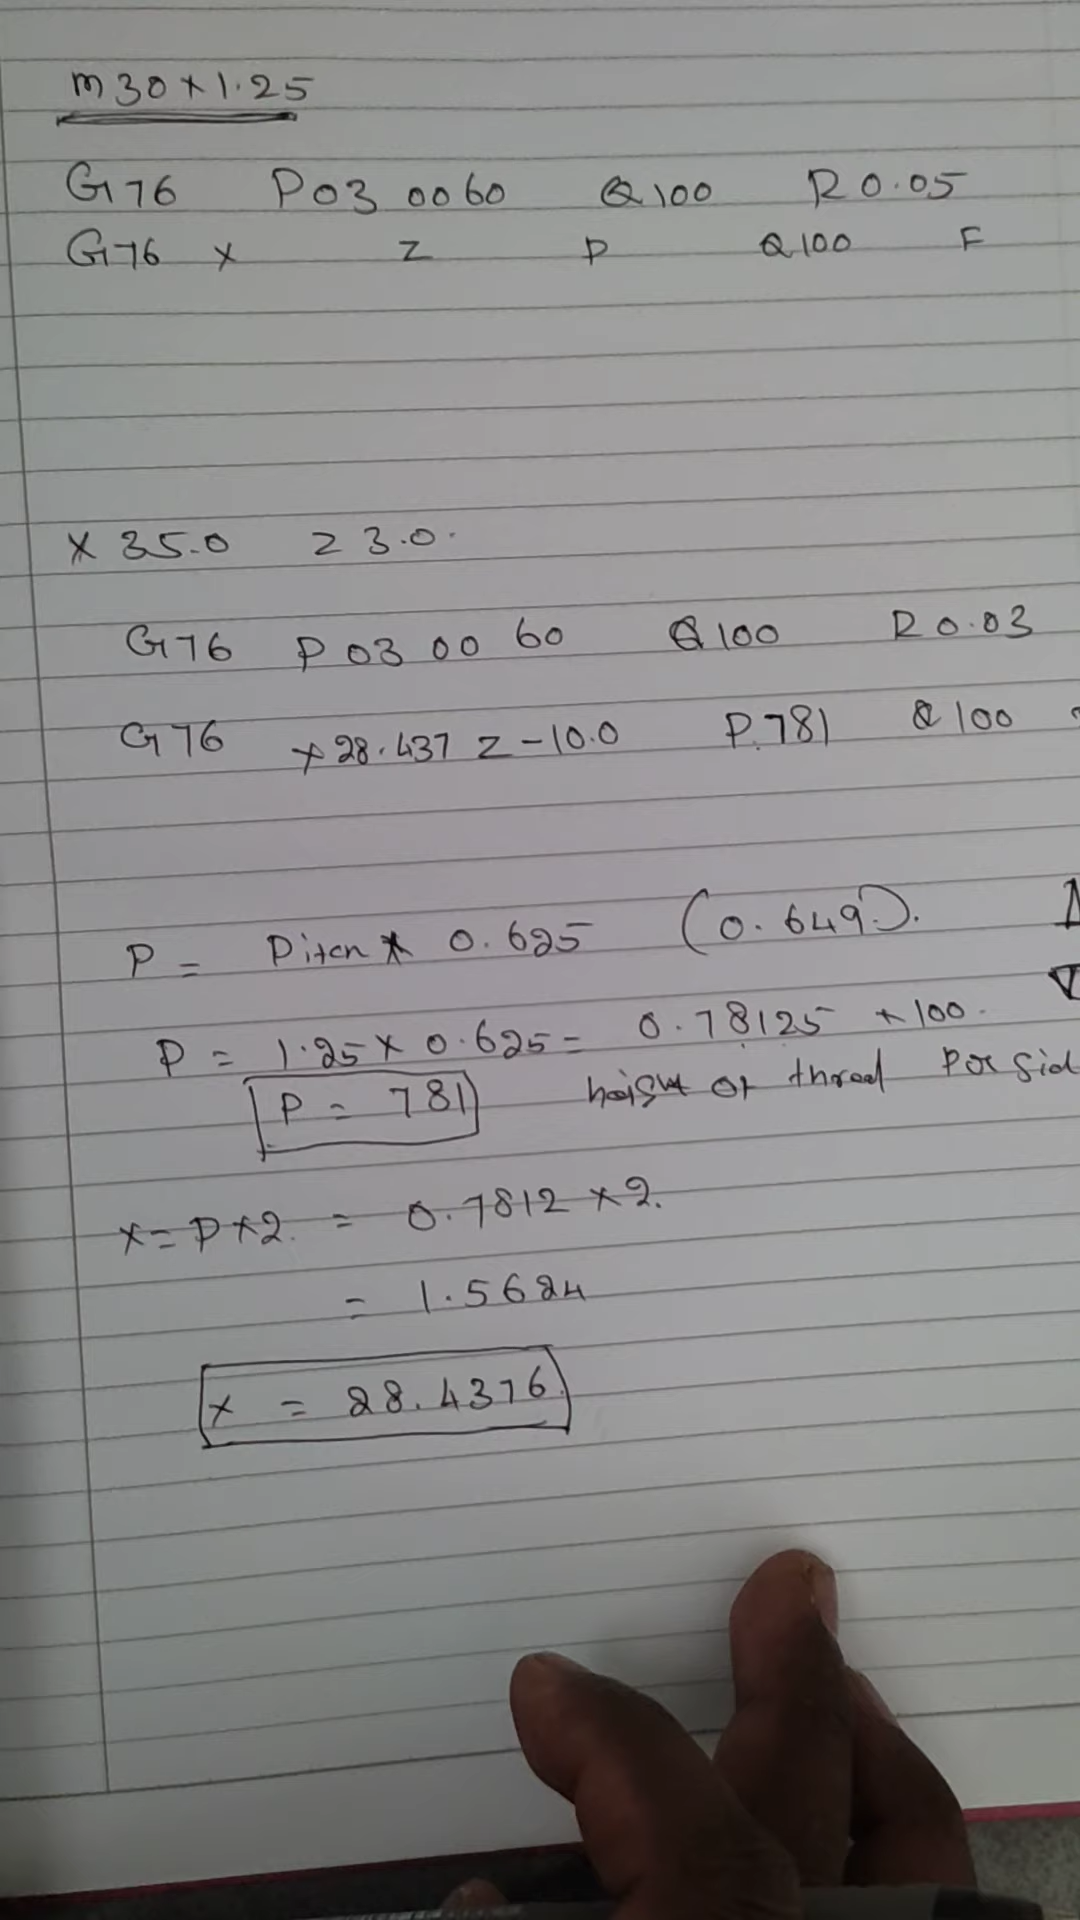 M30×1.25
G76 P03 00 60 Q100 R0.05
G76 X Z P Q100 F
X 35.0 Z 3.0.
G76 P 03 00 60 Q100 R0.03
G76 X28.437 Z-10.0 P.781 Q100
P = Pitch * 0.625 (0.649).
P = 1.25 × 0.625 = 0.78125 × 100.
P = 781 height of thread Per Sid
X = P × 2. = 0.7812 × 2.
= 1.5624
X = 28.4376